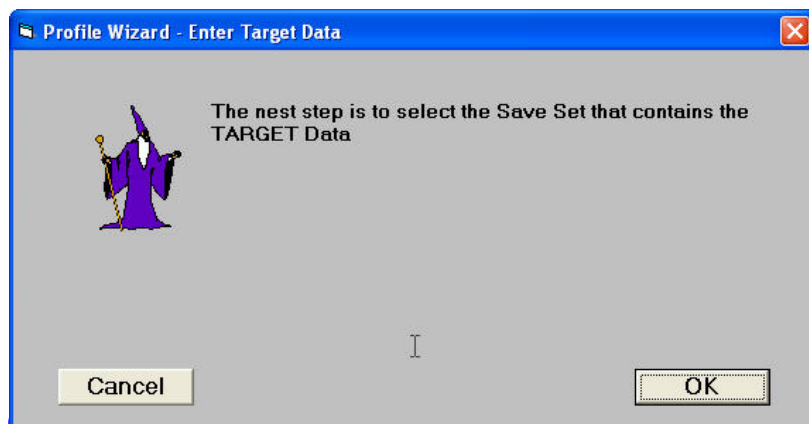 Profile Wizard - Enter Target Data
The nest step is to select the Save Set that contains the
TARGET Data
Cancel
OK